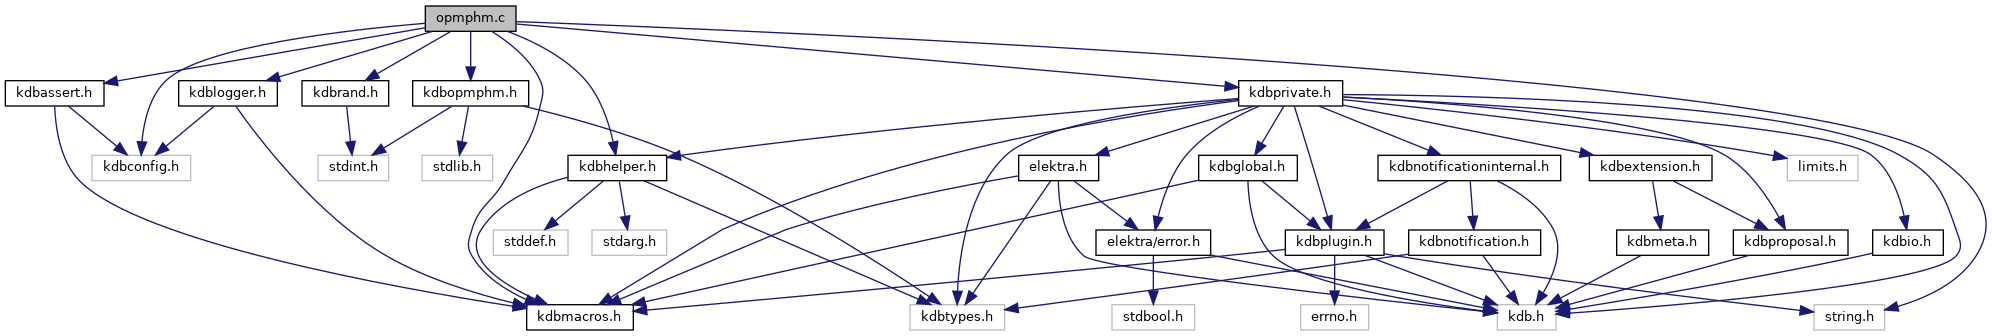 opmphm.c
kdbassert.h
kdblogger.h
kdbrand.h
kdbopmphm.h
kdbprivate.h
kdbconfig.h
stdint.h
stdlib.h
kdbhelper.h
elektra.h
kdbglobal.h
kdbnotificationinternal.h
kdbextension.h
limits.h
stddef.h
stdarg.h
elektra/error.h
kdbplugin.h
kdbnotification.h
kdbmeta.h
kdbproposal.h
kdbio.h
kdbmacros.h
kdbtypes.h
stdbool.h
errno.h
kdb.h
string.h